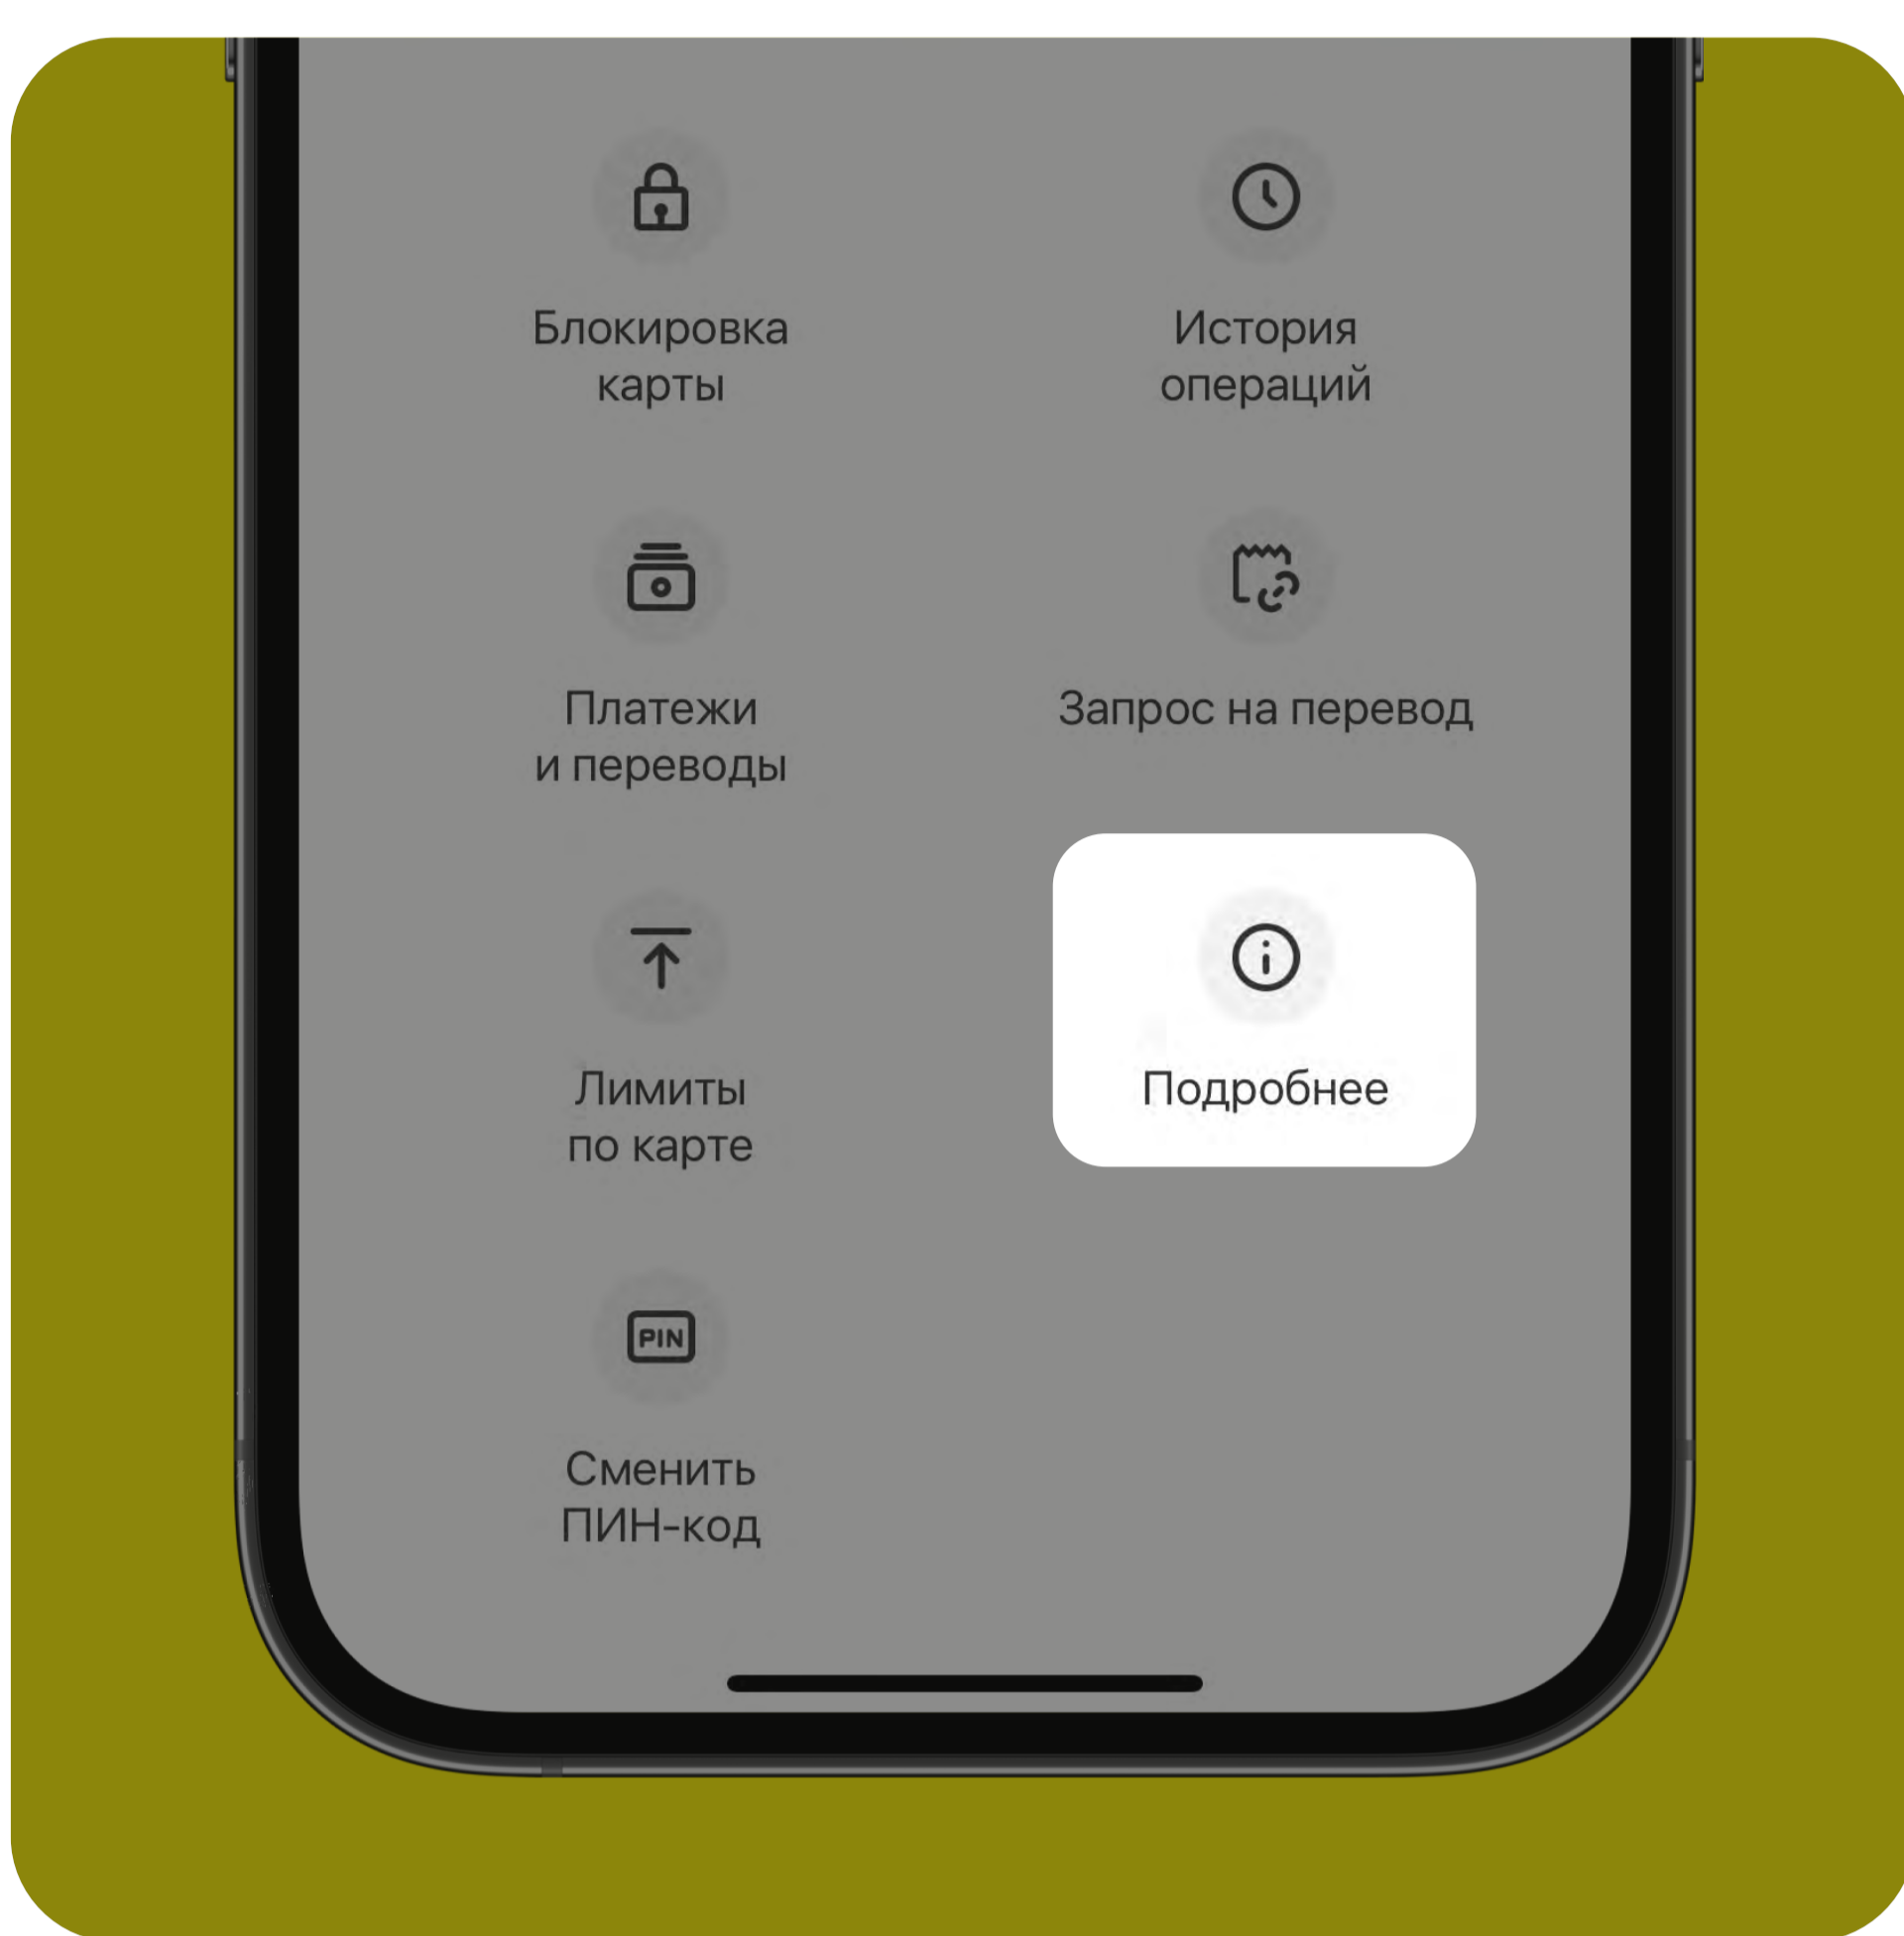 Блокировка
карты
История
операций
Платежи
и переводы
Запрос на перевод
Лимиты
по карте
Подробнее
PIN
Сменить
ПИН-код